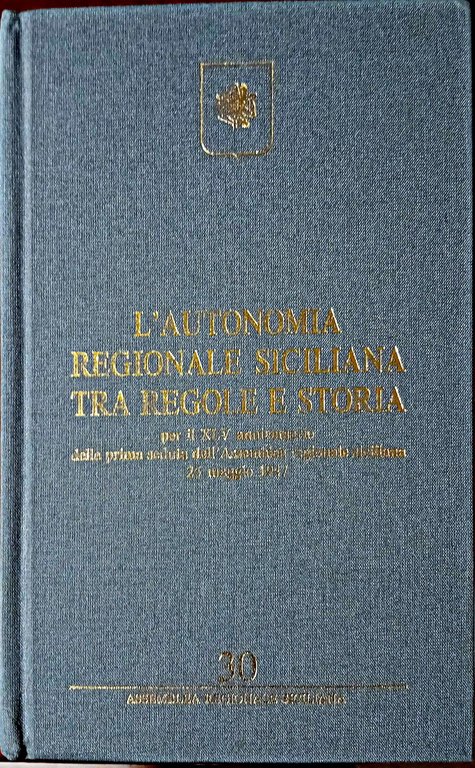 L'AUTONOMIA
REGIONALE SICILIANA
TRA REGOLE E STORIA
per il XLV anniversario
della prima seduta dell'Assemblea regionale siciliana
25 maggio 1947
30
ASSEMBLEA REGIONALE SICILIANA